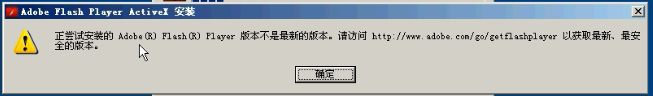 Adobe Flash Player ActiveX 安装
正尝试安装的 Adobe(R) Flash(R) Player 版本不是最新的版本。请访问 http://www.adobe.com/go/getflashplayer 以获取最新、最安
全的版本。
确定